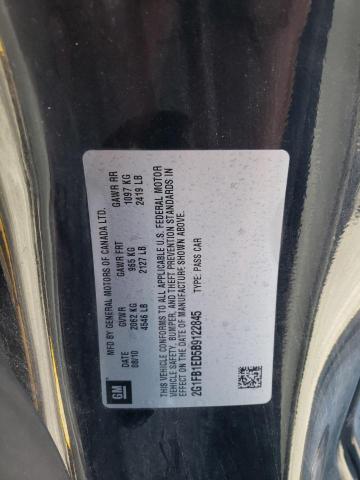 MFD BY GENERAL MOTORS OF CANADA LTD.
DATE GVWR GAWR FRT GAWR RR
08/10 2062 KG 965 KG 1097 KG
4546 LB 2127 LB 2419 LB
THIS VEHICLE CONFORMS TO ALL APPLICABLE U.S. FEDERAL MOTOR
VEHICLE SAFETY, BUMPER, AND THEFT PREVENTION STANDARDS IN
EFFECT ON THE DATE OF MANUFACTURE SHOWN ABOVE.
2G1FB1ED5B9122845 TYPE: PASS CAR
GM